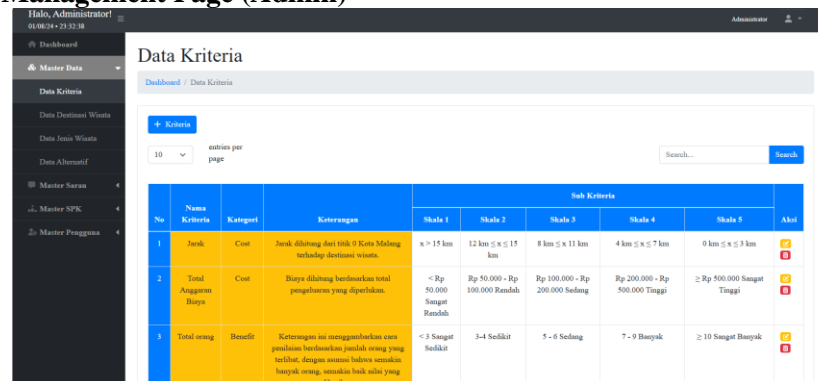 Management Page (Admin)
Halo, Administrator!
01/08/24 • 23:32:38
Administrator
Dashboard
Master Data
Data Kriteria
Data Destinasi Wisata
Data Jenis Wisata
Data Alternatif
Master Saran
Master SPK
Master Pengguna
Data Kriteria
Dashboard / Data Kriteria
+ Kriteria
10
entries per
page
Search...
Search
No
Nama
Kriteria
Kategori
Keterangan
Sub Kriteria
Skala 1
Skala 2
Skala 3
Skala 4
Skala 5
Aksi
1
Jarak
Cost
Jarak dihitung dari titik 0 Kota Malang
terhadap destinasi wisata.
x > 15 km
12 km ≤ x ≤ 15
km
8 km ≤ x 11 km
4 km ≤ x ≤ 7 km
0 km ≤ x ≤ 3 km
2
Total
Anggaran
Biaya
Cost
Biaya dihitung berdasarkan total
pengeluaran yang diperlukan.
< Rp
50.000
Sangat
Rendah
Rp 50.000 - Rp
100.000 Rendah
Rp 100.000 - Rp
200.000 Sedang
Rp 200.000 - Rp
500.000 Tinggi
≥ Rp 500.000 Sangat
Tinggi
3
Total orang
Benefit
Keterangan ini menggambarkan cara
penilaian berdasarkan jumlah orang yang
terlibat, dengan asumsi bahwa semakin
banyak orang, semakin baik nilai yang
< 3 Sangat
Sedikit
3-4 Sedikit
5 - 6 Sedang
7 - 9 Banyak
≥ 10 Sangat Banyak